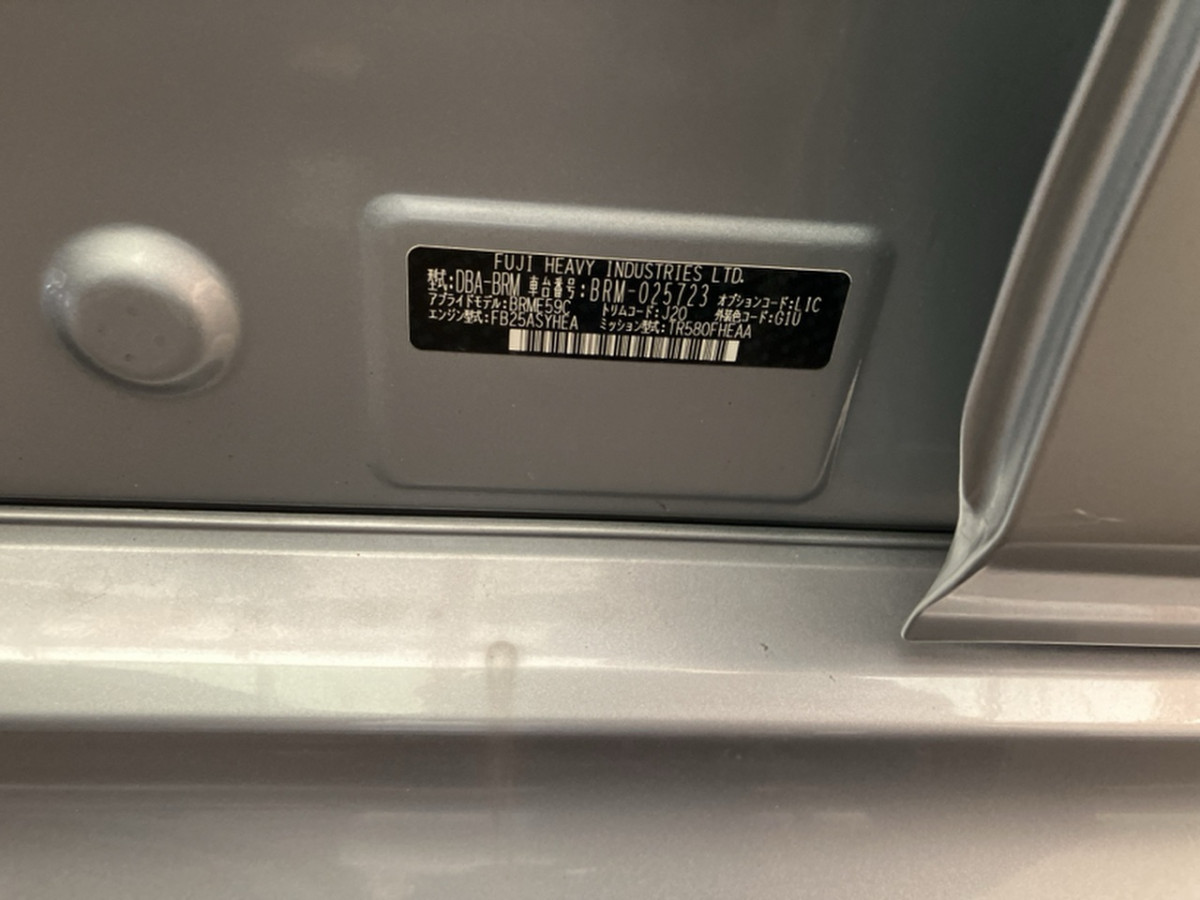 FUJI HEAVY INDUSTRIES LTD.
型式:DBA-BRM 車台番号:BRM-025723 オプションコード:LIC
アプライドモデル:BRME59C トリムコード:J20 外装色コード:G1U
エンジン型式:FB25ASYHEA ミッション型式:TR580FHEAA